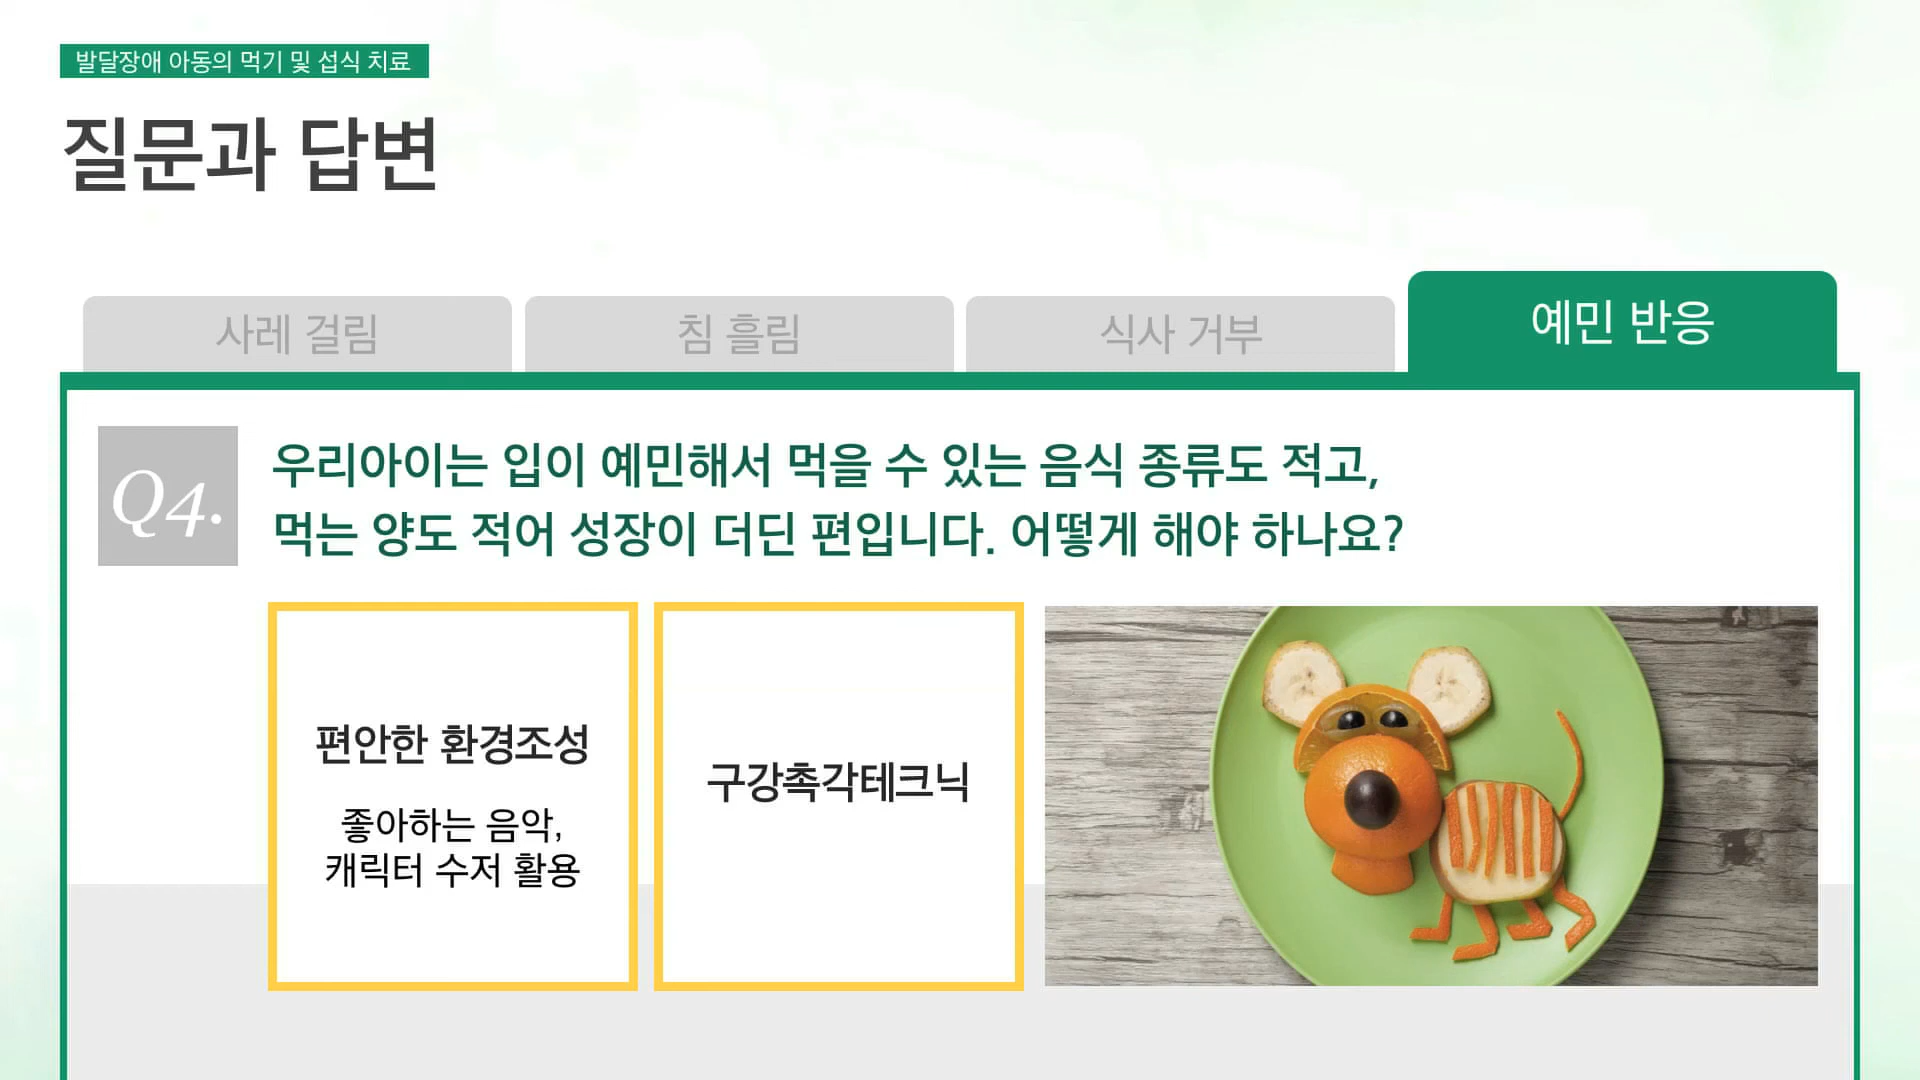 발달장애 아동의 먹기 및 섭식 치료
질문과 답변
사레 걸림
침 흘림
식사 거부
예민 반응
Q4.
우리아이는 입이 예민해서 먹을 수 있는 음식 종류도 적고,
먹는 양도 적어 성장이 더딘 편입니다. 어떻게 해야 하나요?
편안한 환경조성
좋아하는 음악,
캐릭터 수저 활용
구강촉각테크닉